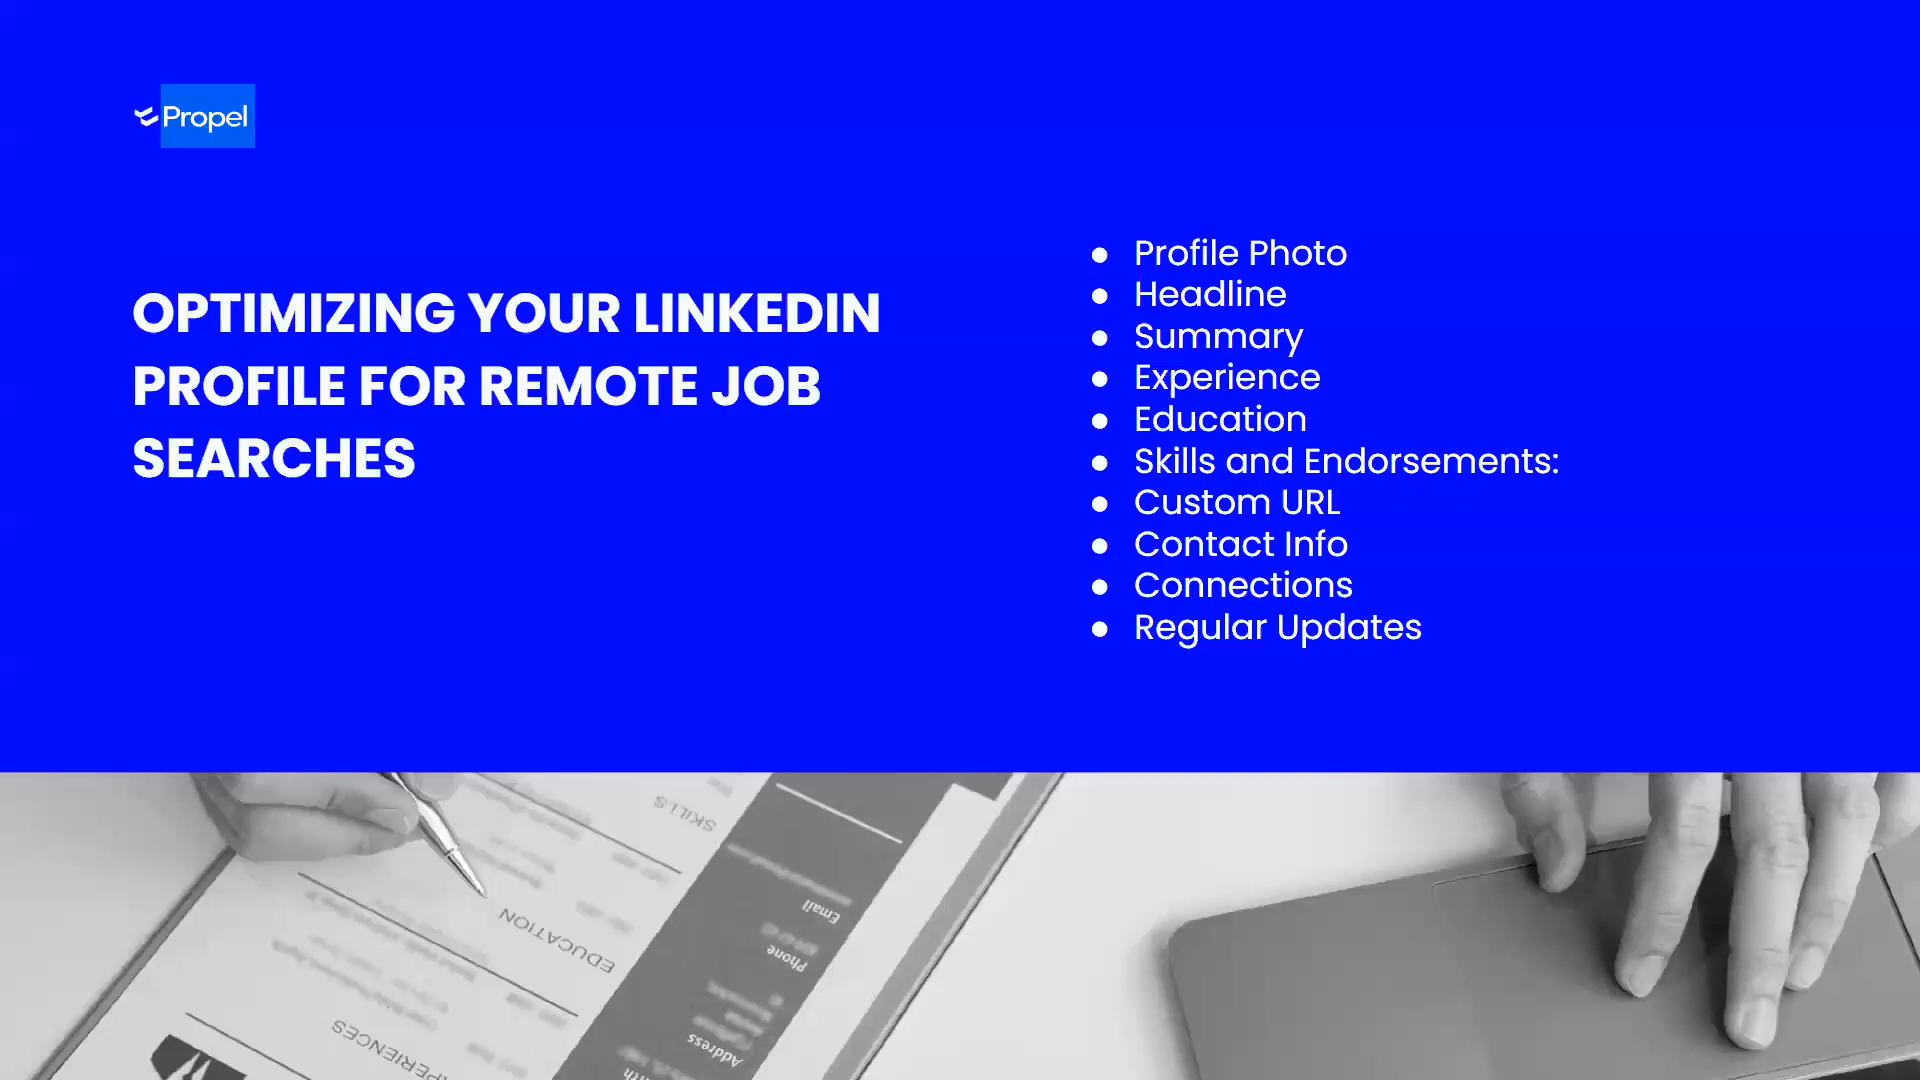 Propel
OPTIMIZING YOUR LINKEDIN
PROFILE FOR REMOTE JOB
SEARCHES
● Profile Photo
● Headline
● Summary
● Experience
● Education
● Skills and Endorsements:
● Custom URL
● Contact Info
● Connections
● Regular Updates
SKILLS
EDUCATION
Email
Phone
Address